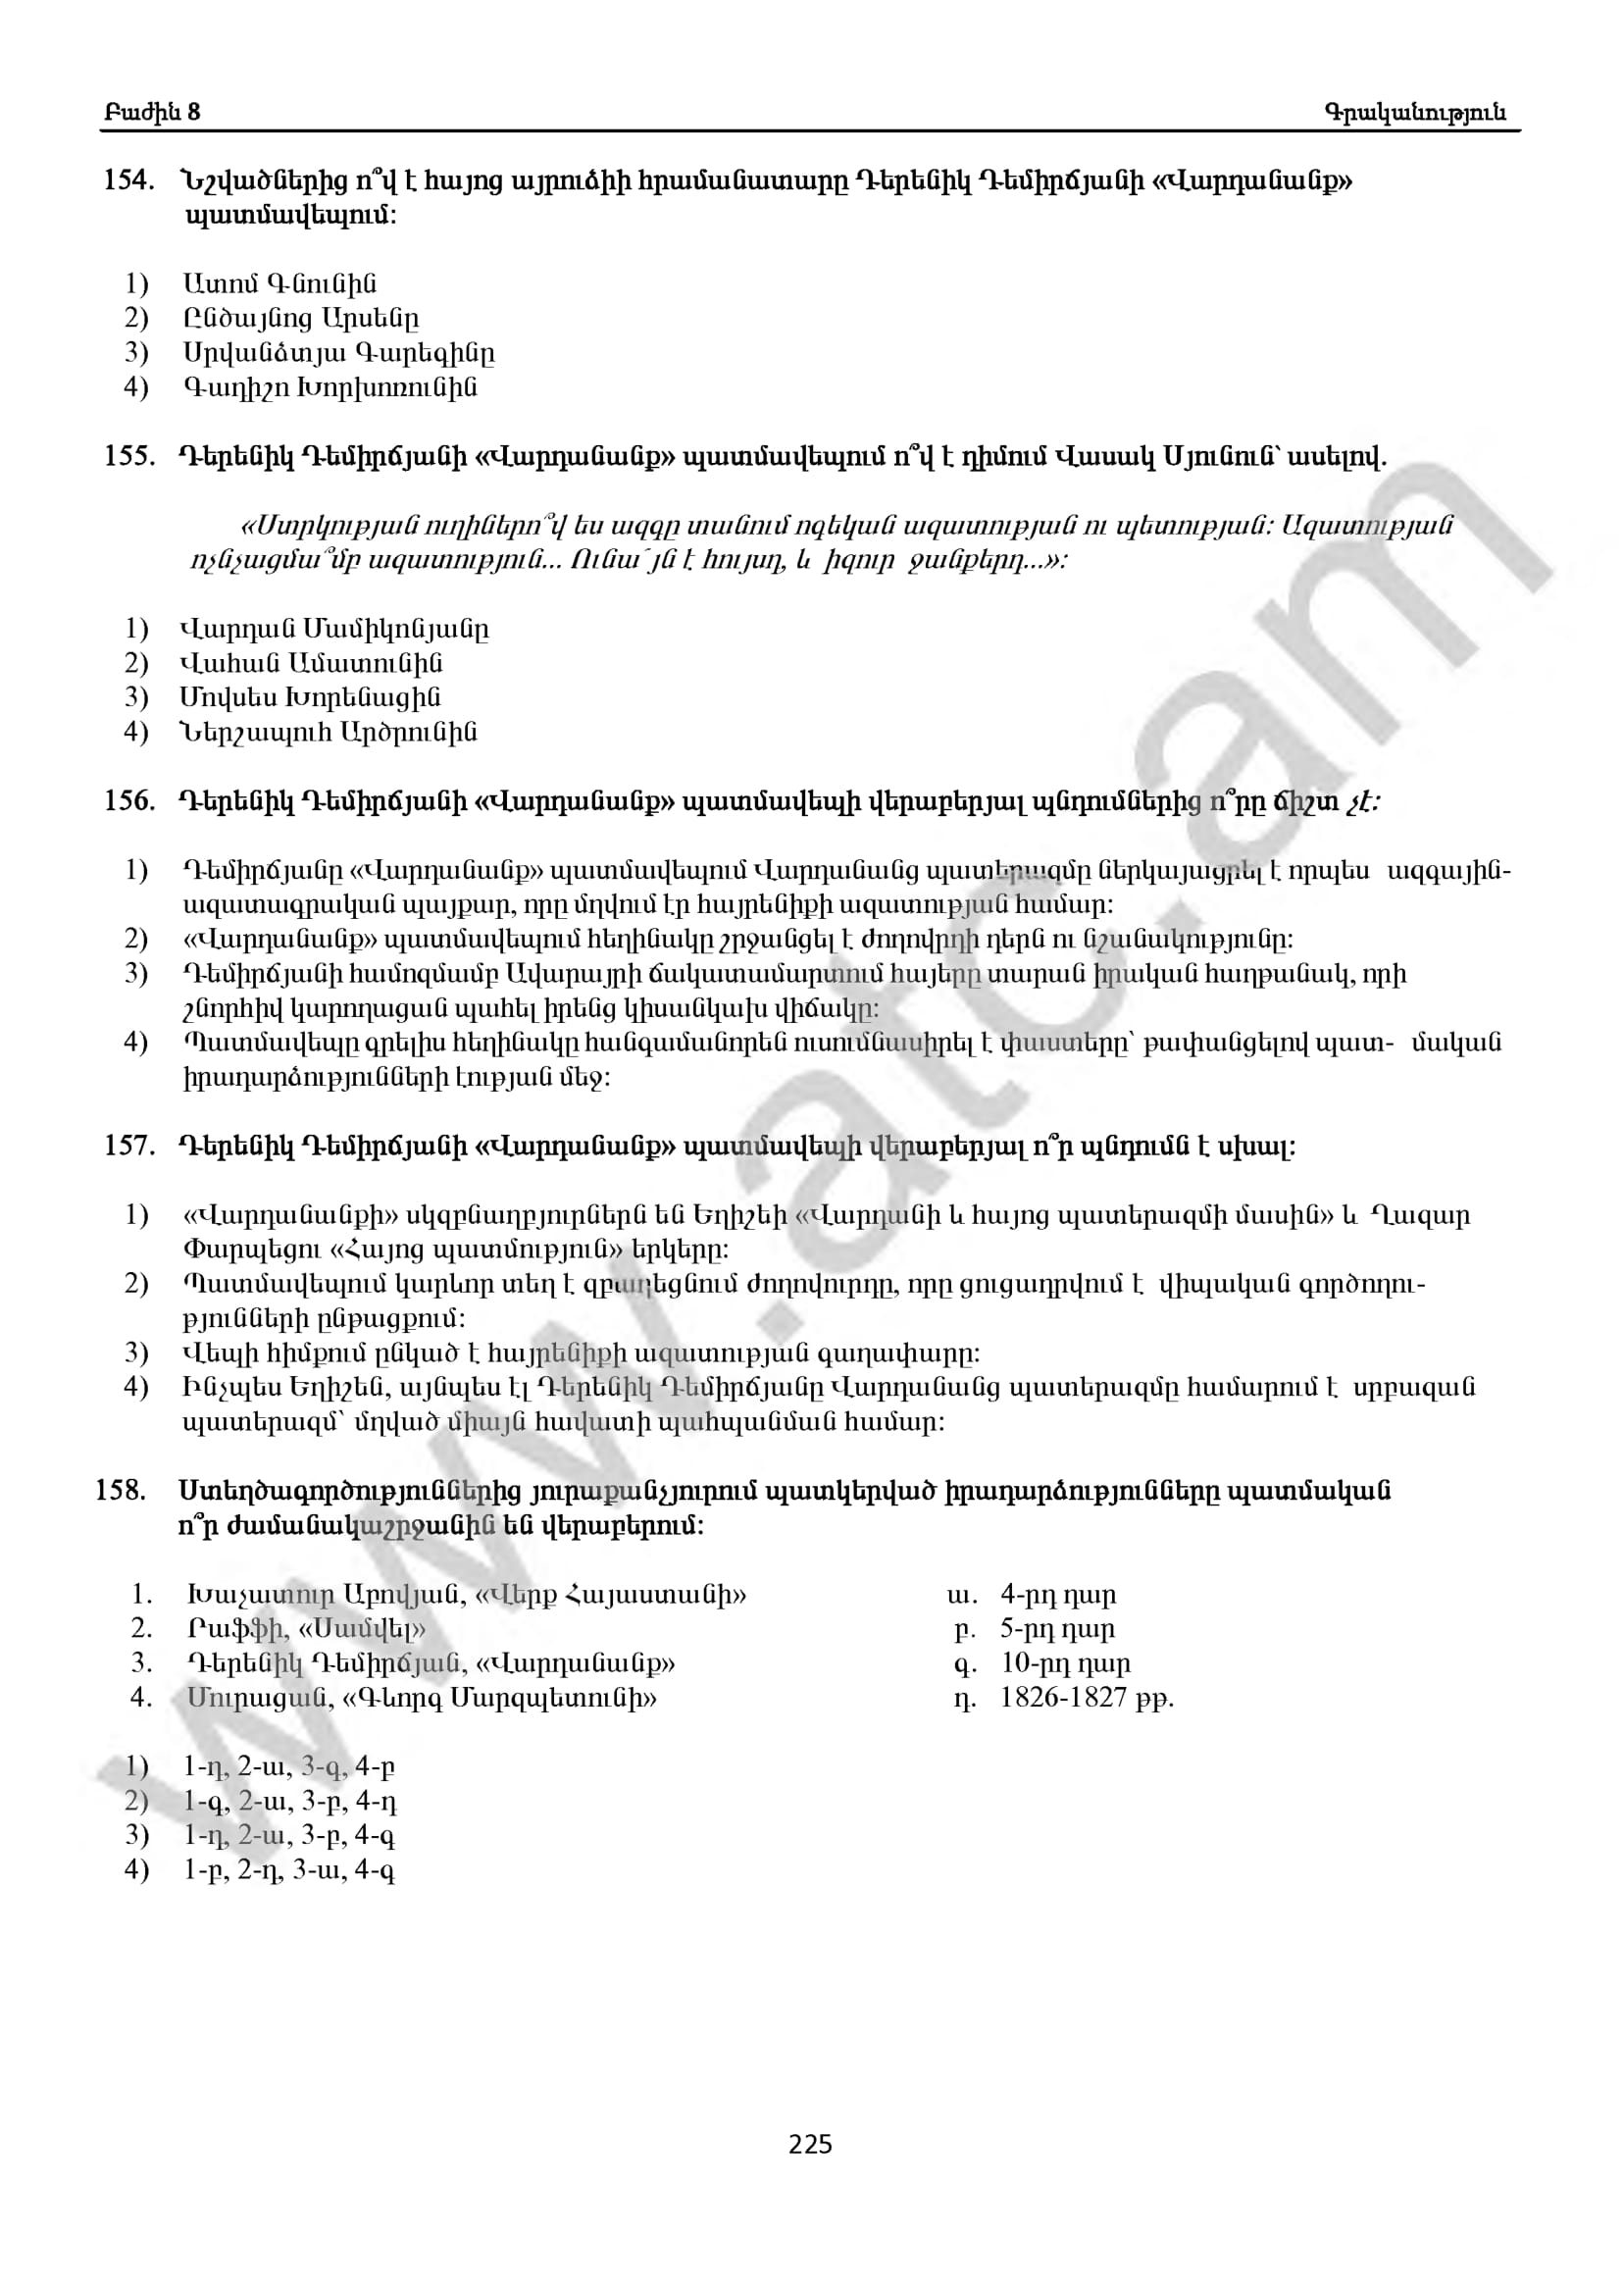 Բաժին 8 Գրականություն
154. Նշվածներից ո՞վ է հայոց այրուձիի հրամանատարը Դերենիկ Դեմիրճյանի «Վարդանանք»
պատմավեպում:
1) Ատոմ Գնունին
2) Ընծայնոց Արսենը
3) Սրվանձտյա Գարեգինը
4) Գադիշո Խորխոռունին
155. Դերենիկ Դեմիրճյանի «Վարդանանք» պատմավեպում ո՞վ է դիմում Վասակ Սյունուն՝ ասելով.
«Ստրկության ուղիներո՞վ ես ազգը տանում ոգեկան ազատության ու պետության: Ազատության
ոչնչացմա՞մբ ազատություն... Ունա՜յն է հույսդ, և իզուր ջանքերդ...»:
1) Վարդան Մամիկոնյանը
2) Վահան Ամատունին
3) Մովսես Խորենացին
4) Ներշապուհ Արծրունին
156. Դերենիկ Դեմիրճյանի «Վարդանանք» պատմավեպի վերաբերյալ պնդումներից ո՞րը ճիշտ չէ:
1) Դեմիրճյանը «Վարդանանք» պատմավեպում Վարդանանց պատերազմը ներկայացրել է որպես ազգային-
ազատագրական պայքար, որը մղվում էր հայրենիքի ազատության համար:
2) «Վարդանանք» պատմավեպում հեղինակը շրջանցել է ժողովրդի դերն ու նշանակությունը:
3) Դեմիրճյանի համոզմամբ Ավարայրի ճակատամարտում հայերը տարան իրական հաղթանակ, որի
շնորհիվ կարողացան պահել իրենց կիսանկախ վիճակը:
4) Պատմավեպը գրելիս հեղինակը հանգամանորեն ուսումնասիրել է փաստերը՝ թափանցելով պատ- մական
իրադարձությունների էության մեջ:
157. Դերենիկ Դեմիրճյանի «Վարդանանք» պատմավեպի վերաբերյալ ո՞ր պնդումն է սխալ:
1) «Վարդանանքի» սկզբնաղբյուրներն են Եղիշեի «Վարդանի և հայոց պատերազմի մասին» և Ղազար
Փարպեցու «Հայոց պատմություն» երկերը:
2) Պատմավեպում կարևոր տեղ է զբաղեցնում ժողովուրդը, որը ցուցադրվում է վիպական գործողու-
թյունների ընթացքում:
3) Վեպի հիմքում ընկած է հայրենիքի ազատության գաղափարը:
4) Ինչպես Եղիշեն, այնպես էլ Դերենիկ Դեմիրճյանը Վարդանանց պատերազմը համարում է սրբազան
պատերազմ՝ մղված միայն հավատի պահպանման համար:
158. Ստեղծագործություններից յուրաքանչյուրում պատկերված իրադարձությունները պատմական
ո՞ր ժամանակաշրջանին են վերաբերում:
1. Խաչատուր Աբովյան, «Վերք Հայաստանի» ա. 4-րդ դար
2. Րաֆֆի, «Սամվել» բ. 5-րդ դար
3. Դերենիկ Դեմիրճյան, «Վարդանանք» գ. 10-րդ դար
4. Մուրացան, «Գևորգ Մարզպետունի» դ. 1826-1827 թթ.
1) 1-դ, 2-ա, 3-գ, 4-բ
2) 1-գ, 2-ա, 3-բ, 4-դ
3) 1-դ, 2-ա, 3-բ, 4-գ
4) 1-բ, 2-դ, 3-ա, 4-գ
www.atc.am
225